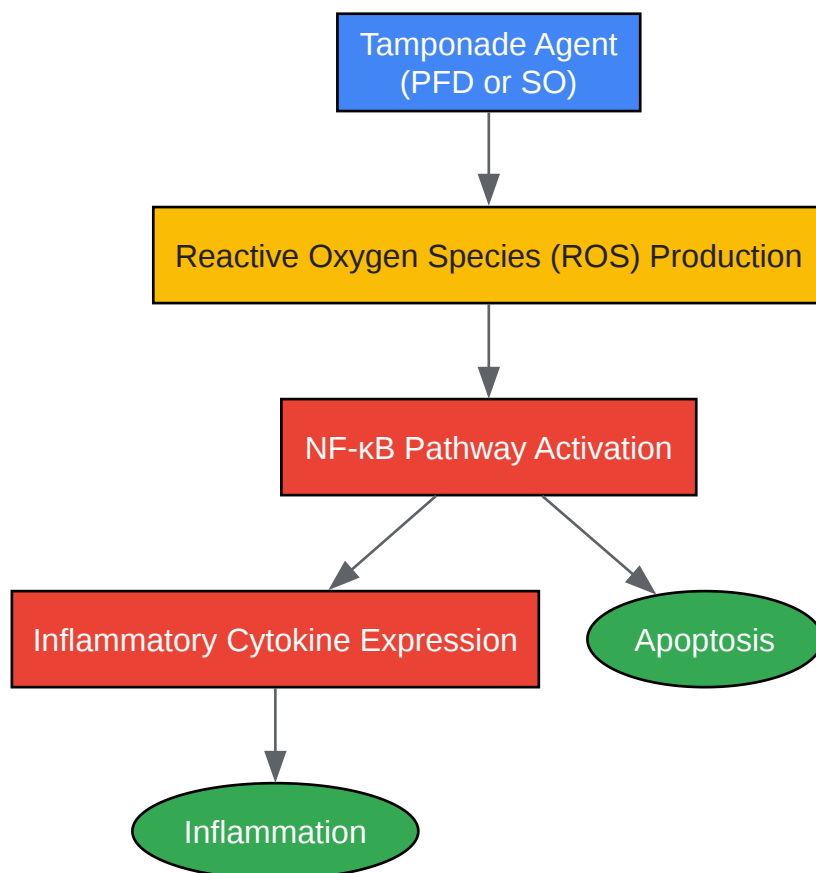 Tamponade Agent
(PFD or SO)
Reactive Oxygen Species (ROS) Production
NF-κB Pathway Activation
Inflammatory Cytokine Expression
Apoptosis
Inflammation